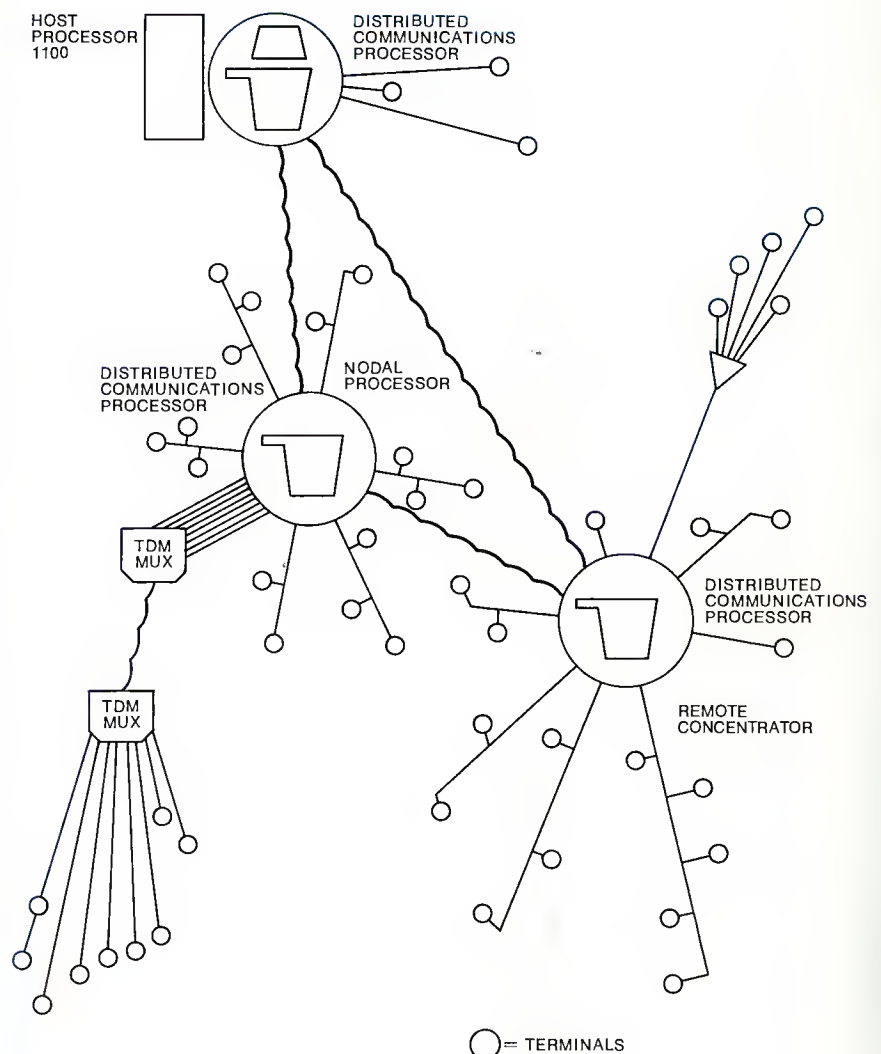 HOST
PROCESSOR
1100
DISTRIBUTED
COMMUNICATIONS
PROCESSOR
DISTRIBUTED
COMMUNICATIONS
PROCESSOR
NODAL
PROCESSOR
TDM
MUX
TDM
MUX
DISTRIBUTED
COMMUNICATIONS
PROCESSOR
REMOTE
CONCENTRATOR
= TERMINALS